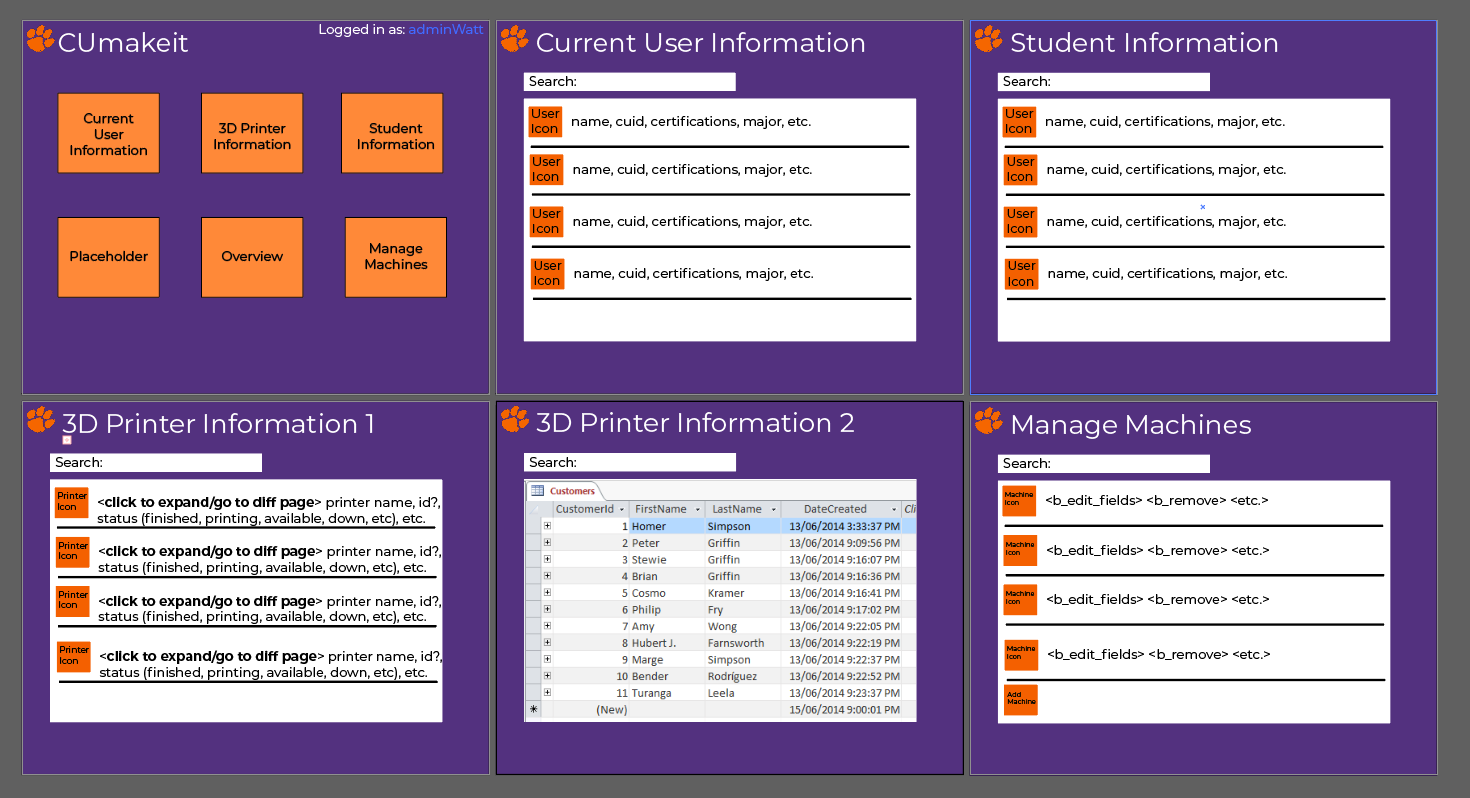 CUmakeit
Logged in as: adminWatt
Current
User
Information
3D Printer
Information
Student
Information
Placeholder
Overview
Manage
Machines
Current User Information
Search:
User
Icon
name, cuid, certifications, major, etc.
User
Icon
name, cuid, certifications, major, etc.
User
Icon
name, cuid, certifications, major, etc.
User
Icon
name, cuid, certifications, major, etc.
Student Information
Search:
User
Icon
name, cuid, certifications, major, etc.
User
Icon
name, cuid, certifications, major, etc.
User
Icon
name, cuid, certifications, major, etc.
User
Icon
name, cuid, certifications, major, etc.
3D Printer Information 1
Search:
Printer
Icon
<click to expand/go to diff page> printer name, id?,
status (finished, printing, available, down, etc), etc.
Printer
Icon
<click to expand/go to diff page> printer name, id?,
status (finished, printing, available, down, etc), etc.
Printer
Icon
<click to expand/go to diff page> printer name, id?,
status (finished, printing, available, down, etc), etc.
Printer
Icon
<click to expand/go to diff page> printer name, id?,
status (finished, printing, available, down, etc), etc.
3D Printer Information 2
Search:
Customers
CustomerId FirstName LastName DateCreated Cli
1 Homer Simpson 13/06/2014 3:33:37 PM
2 Peter Griffin 13/06/2014 9:09:56 PM
3 Stewie Griffin 13/06/2014 9:16:07 PM
4 Brian Griffin 13/06/2014 9:16:36 PM
5 Cosmo Kramer 13/06/2014 9:16:41 PM
6 Philip Fry 13/06/2014 9:17:02 PM
7 Amy Wong 13/06/2014 9:22:05 PM
8 Hubert J. Farnsworth 13/06/2014 9:22:19 PM
9 Marge Simpson 13/06/2014 9:22:37 PM
10 Bender Rodríguez 13/06/2014 9:22:52 PM
11 Turanga Leela 13/06/2014 9:23:37 PM
(New) 15/06/2014 9:00:01 PM
Manage Machines
Search:
Machine
Icon
<b_edit_fields> <b_remove> <etc.>
Machine
Icon
<b_edit_fields> <b_remove> <etc.>
Machine
Icon
<b_edit_fields> <b_remove> <etc.>
Machine
Icon
<b_edit_fields> <b_remove> <etc.>
Add
Machine